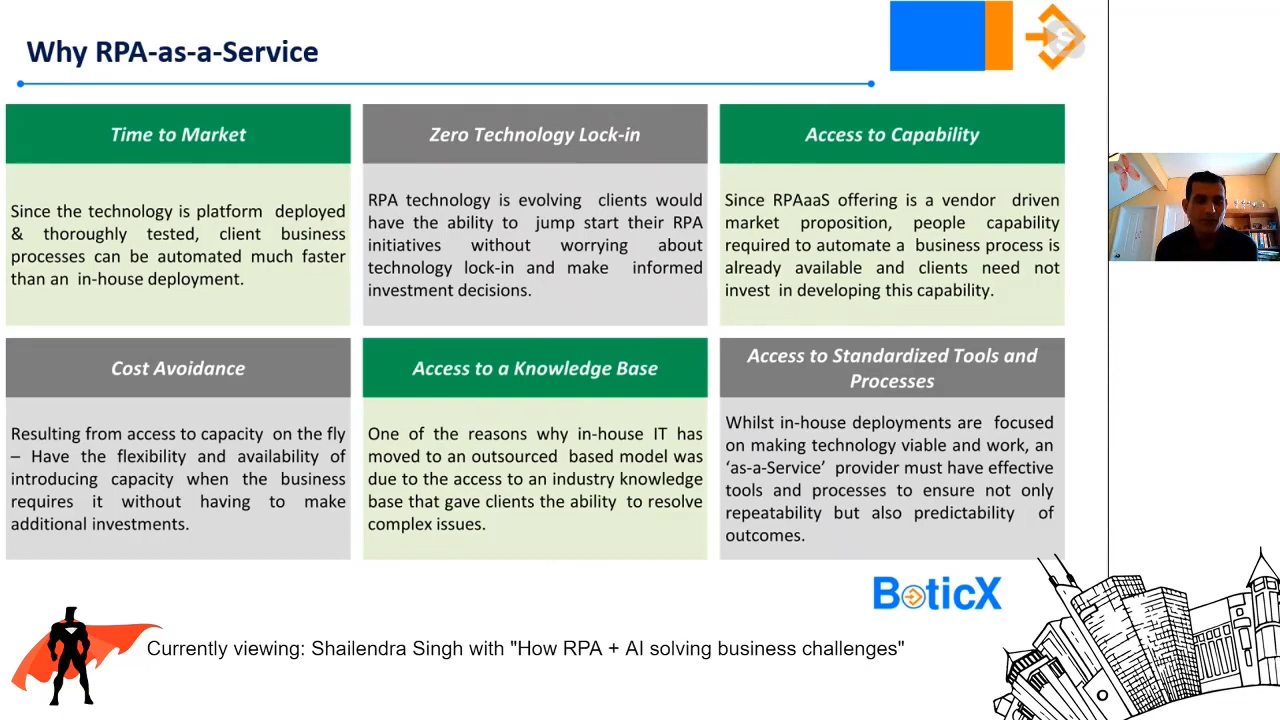 Why RPA-as-a-Service
Time to Market
Since the technology is platform deployed
& thoroughly tested, client business
processes can be automated much faster
than an in-house deployment.
Zero Technology Lock-in
RPA technology is evolving clients would
have the ability to jump start their RPA
initiatives without worrying about
technology lock-in and make informed
investment decisions.
Access to Capability
Since RPAaaS offering is a vendor driven
market proposition, people capability
required to automate a business process is
already available and clients need not
invest in developing this capability.
Cost Avoidance
Resulting from access to capacity on the fly
– Have the flexibility and availability of
introducing capacity when the business
requires it without having to make
additional investments.
Access to a Knowledge Base
One of the reasons why in-house IT has
moved to an outsourced based model was
due to the access to an industry knowledge
base that gave clients the ability to resolve
complex issues.
Access to Standardized Tools and
Processes
Whilst in-house deployments are focused
on making technology viable and work, an
‘as-a-Service’ provider must have effective
tools and processes to ensure not only
repeatability but also predictability of
outcomes.
BoticX
Currently viewing: Shailendra Singh with "How RPA + AI solving business challenges"